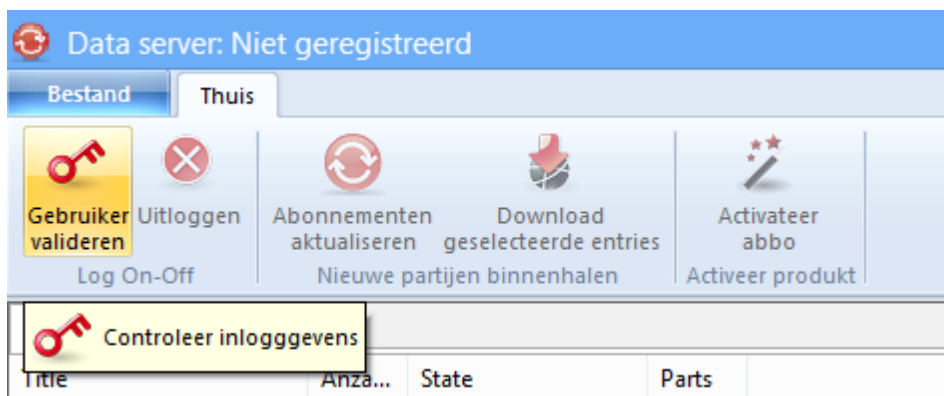 Data server: Niet geregistreerd
Bestand Thuis
Gebruiker Uitloggen Abonnementen Download Activateer
valideren aktualiseren geselecteerde entries abbo
Log On-Off Nieuwe partijen binnenhalen Activeer produkt
Controleer inlogggevens
Title Anza... State Parts